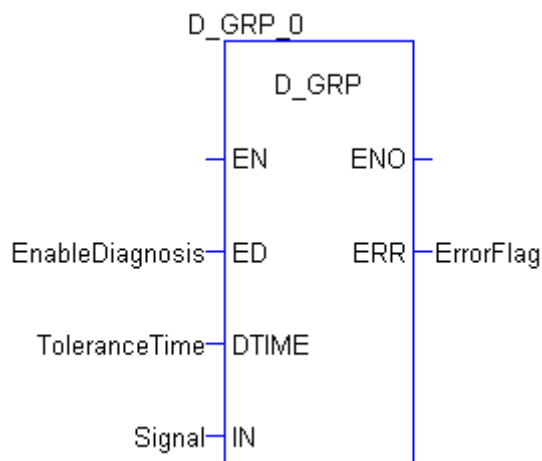 D_GRP_0
D_GRP
EN ENO
EnableDiagnosis ED ERR ErrorFlag
ToleranceTime DTIME
Signal IN